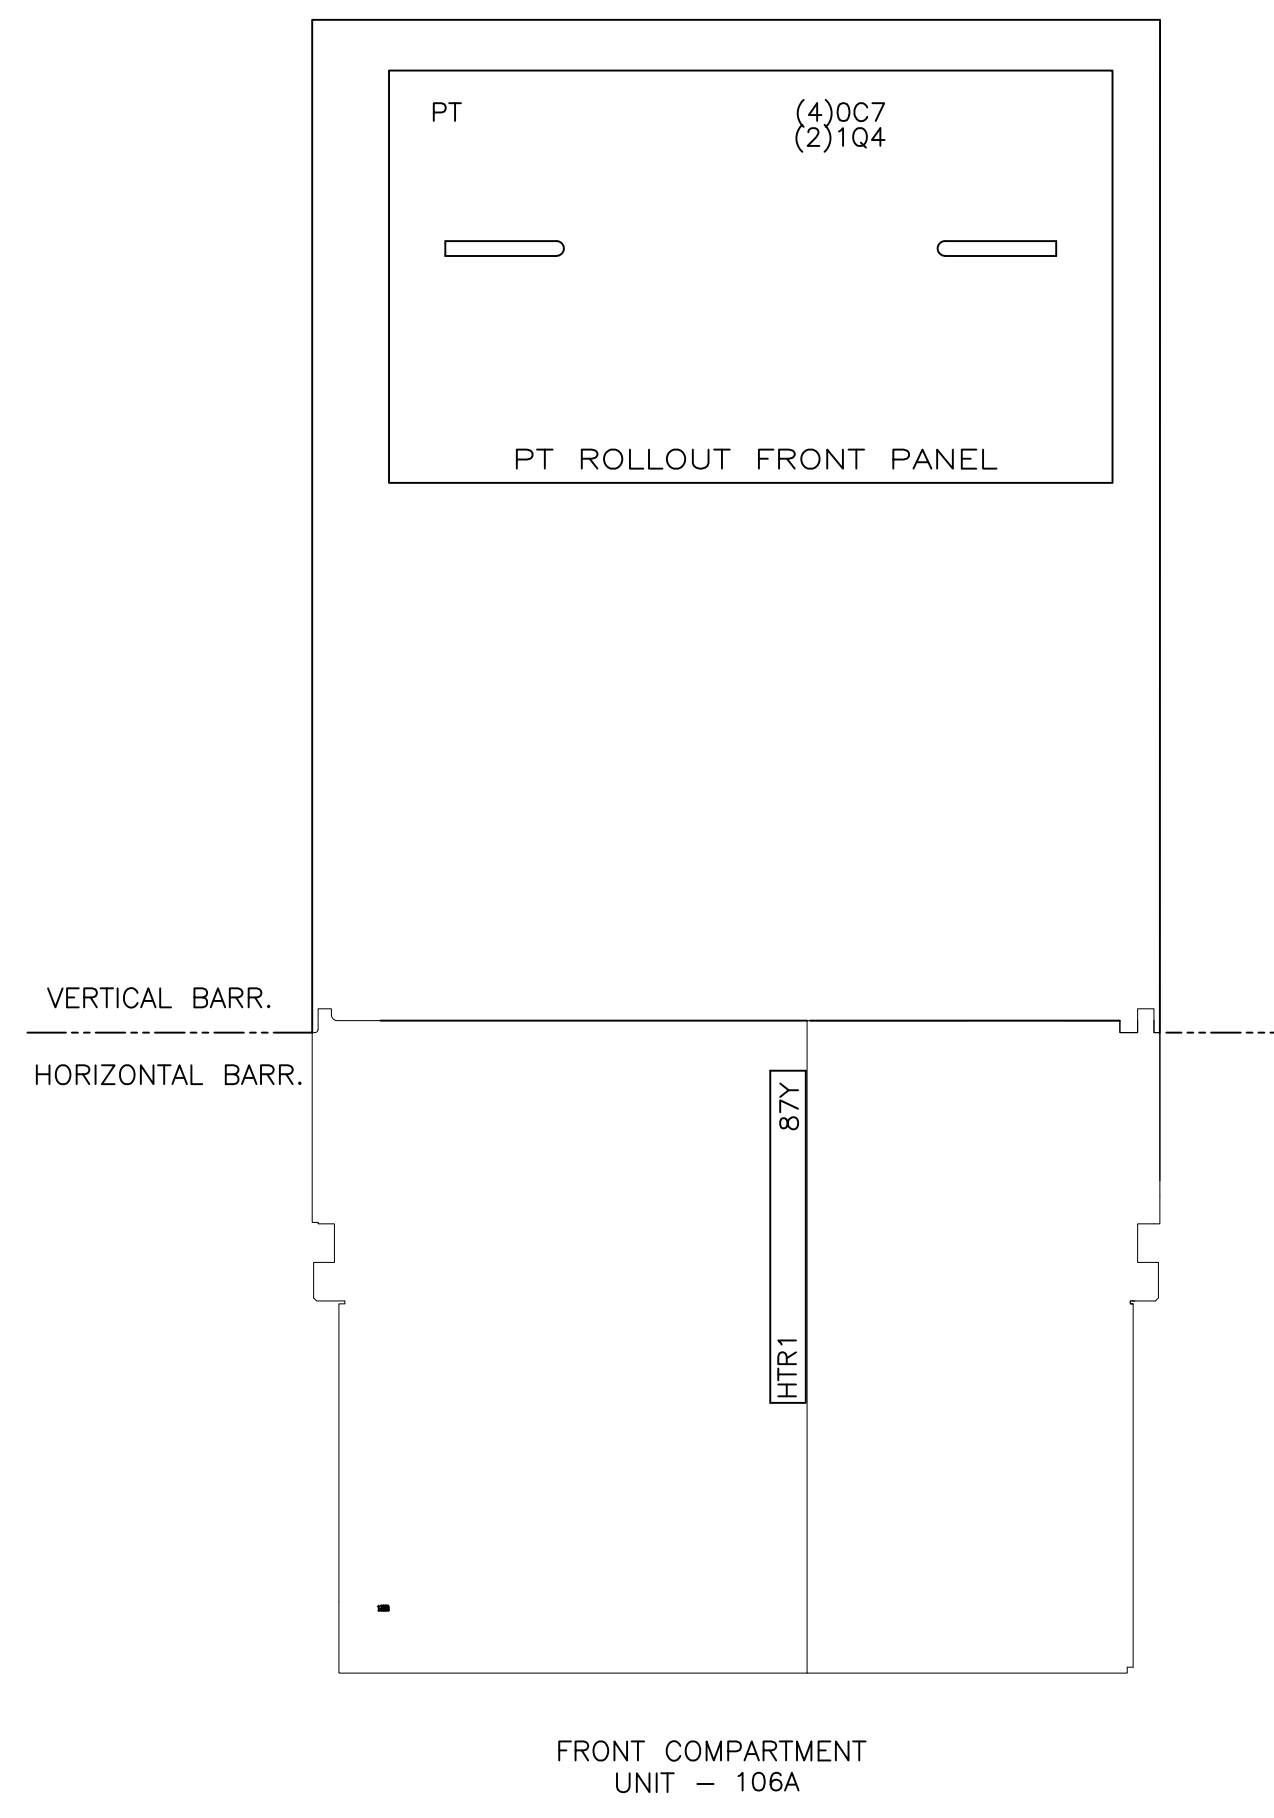 PT (4)0C7
(2)1Q4
PT ROLLOUT FRONT PANEL
VERTICAL BARR.
HORIZONTAL BARR.
87Y
HTR1
FRONT COMPARTMENT
UNIT - 106A